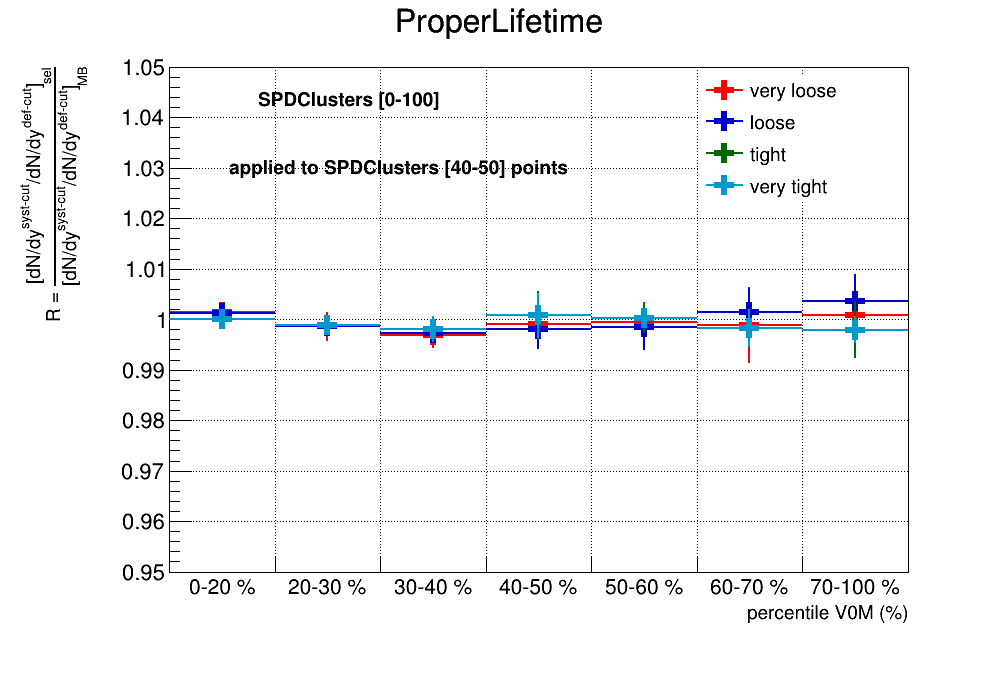 ProperLifetime
R = [dN/dy^syst-cut/dN/dy^def-cut]_sel
[dN/dy^syst-cut/dN/dy^def-cut]_MB
1.05
1.04
1.03
1.02
1.01
1
0.99
0.98
0.97
0.96
0.95
SPDClusters [0-100]
applied to SPDClusters [40-50] points
very loose
loose
tight
very tight
0-20 % 20-30 % 30-40 % 40-50 % 50-60 % 60-70 % 70-100 %
percentile V0M (%)